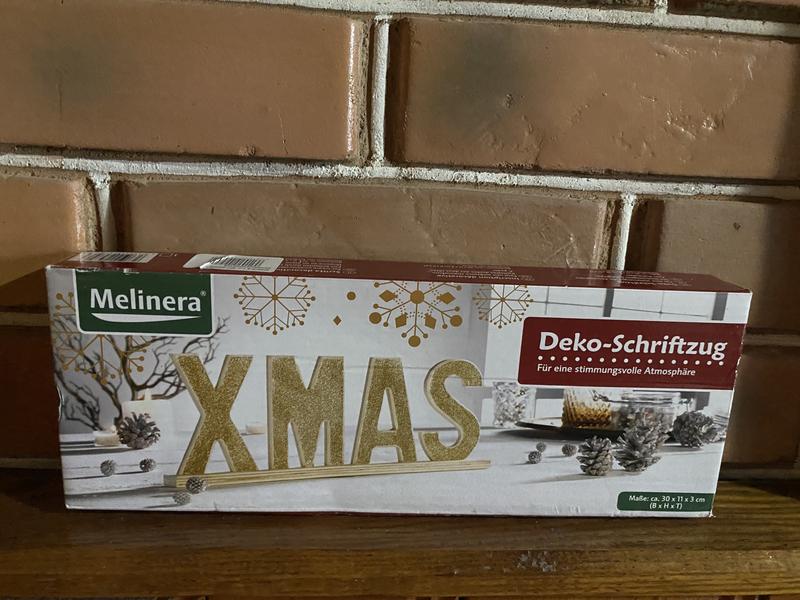 Melinera®
Deko-Schriftzug
Für eine stimmungsvolle Atmosphäre
XMAS
Maße: ca. 30 x 11 x 3 cm
(B x H x T)